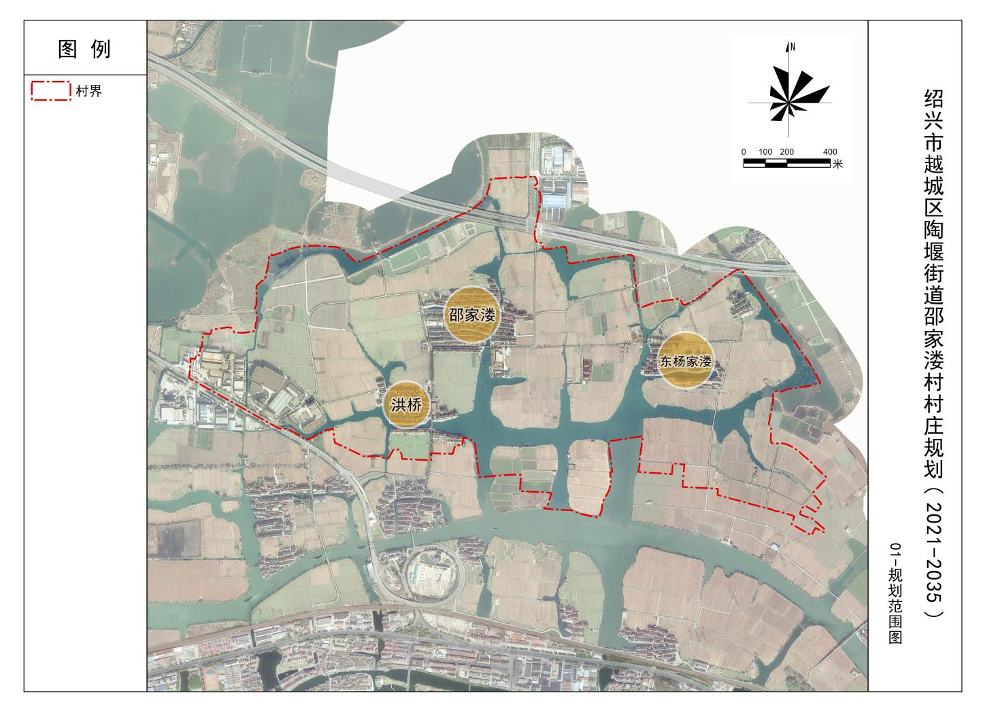 图 例
村界
N
0 100 200 400
米
邵家溇
东杨家溇
洪桥
绍兴市越城区陶堰街道邵家溇村村庄规划（2021-2035）
01-规划范围图